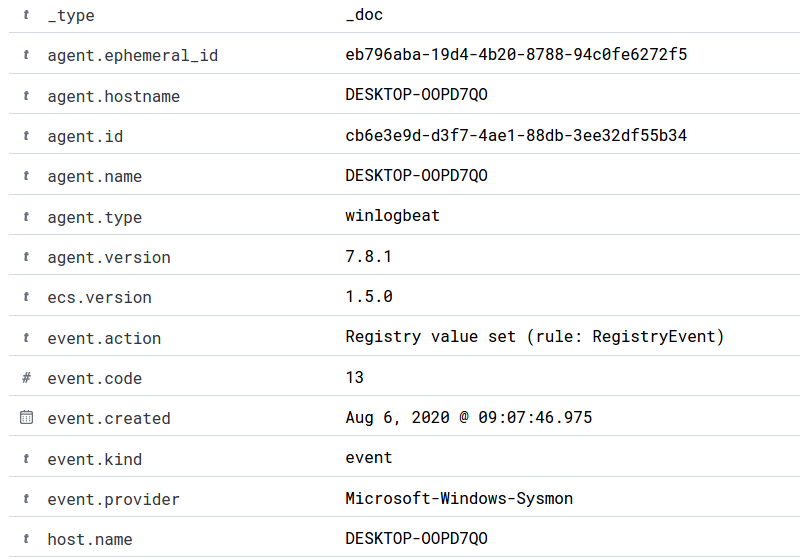 t _type _doc
t agent.ephemeral_id eb796aba-19d4-4b20-8788-94c0fe6272f5
t agent.hostname DESKTOP-OOPD7QO
t agent.id cb6e3e9d-d3f7-4ae1-88db-3ee32df55b34
t agent.name DESKTOP-OOPD7QO
t agent.type winlogbeat
t agent.version 7.8.1
t ecs.version 1.5.0
t event.action Registry value set (rule: RegistryEvent)
# event.code 13
event.created Aug 6, 2020 @ 09:07:46.975
t event.kind event
t event.provider Microsoft-Windows-Sysmon
t host.name DESKTOP-OOPD7QO